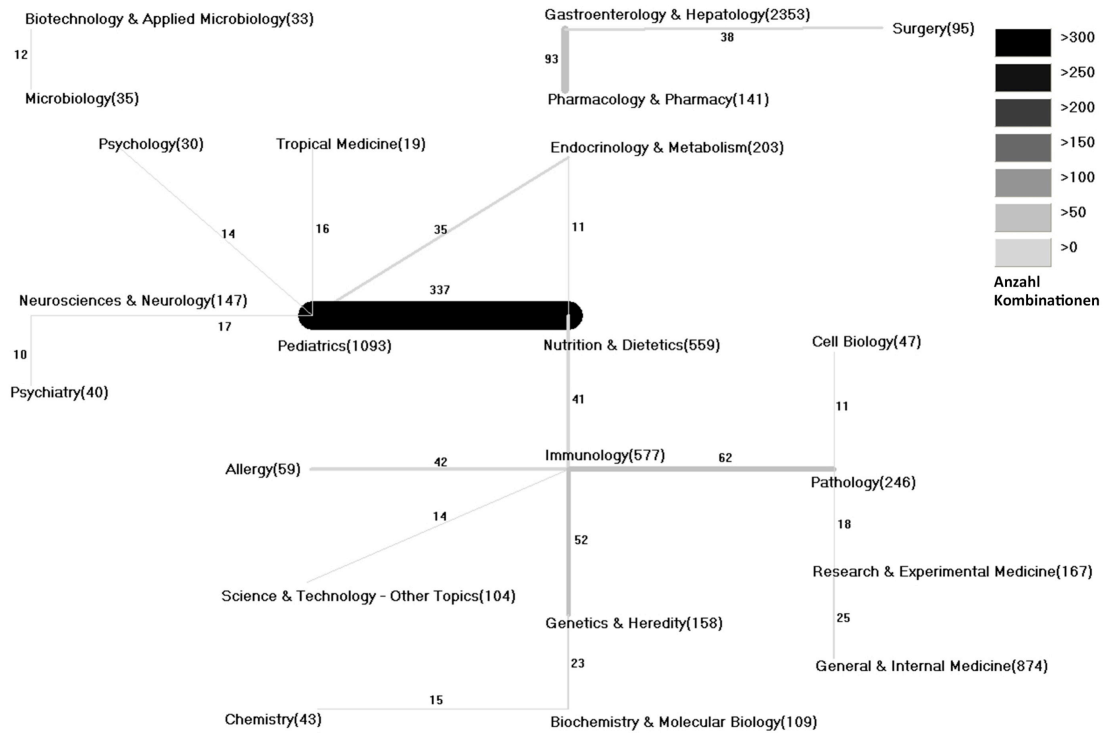 Biotechnology & Applied Microbiology(33)
12
Microbiology(35)
Gastroenterology & Hepatology(2353)
38
Surgery(95)
93
Pharmacology & Pharmacy(141)
>300
>250
>200
>150
>100
>50
>0
Anzahl
Kombinationen
Psychology(30)
Tropical Medicine(19)
Endocrinology & Metabolism(203)
14
16
35
11
Neurosciences & Neurology(147)
337
17
Pediatrics(1093)
Nutrition & Dietetics(559)
10
Psychiatry(40)
Cell Biology(47)
41
11
Allergy(59)
42
Immunology(577)
62
Pathology(246)
14
52
18
Science & Technology - Other Topics(104)
Research & Experimental Medicine(167)
Genetics & Heredity(158)
25
23
General & Internal Medicine(874)
15
Chemistry(43)
Biochemistry & Molecular Biology(109)